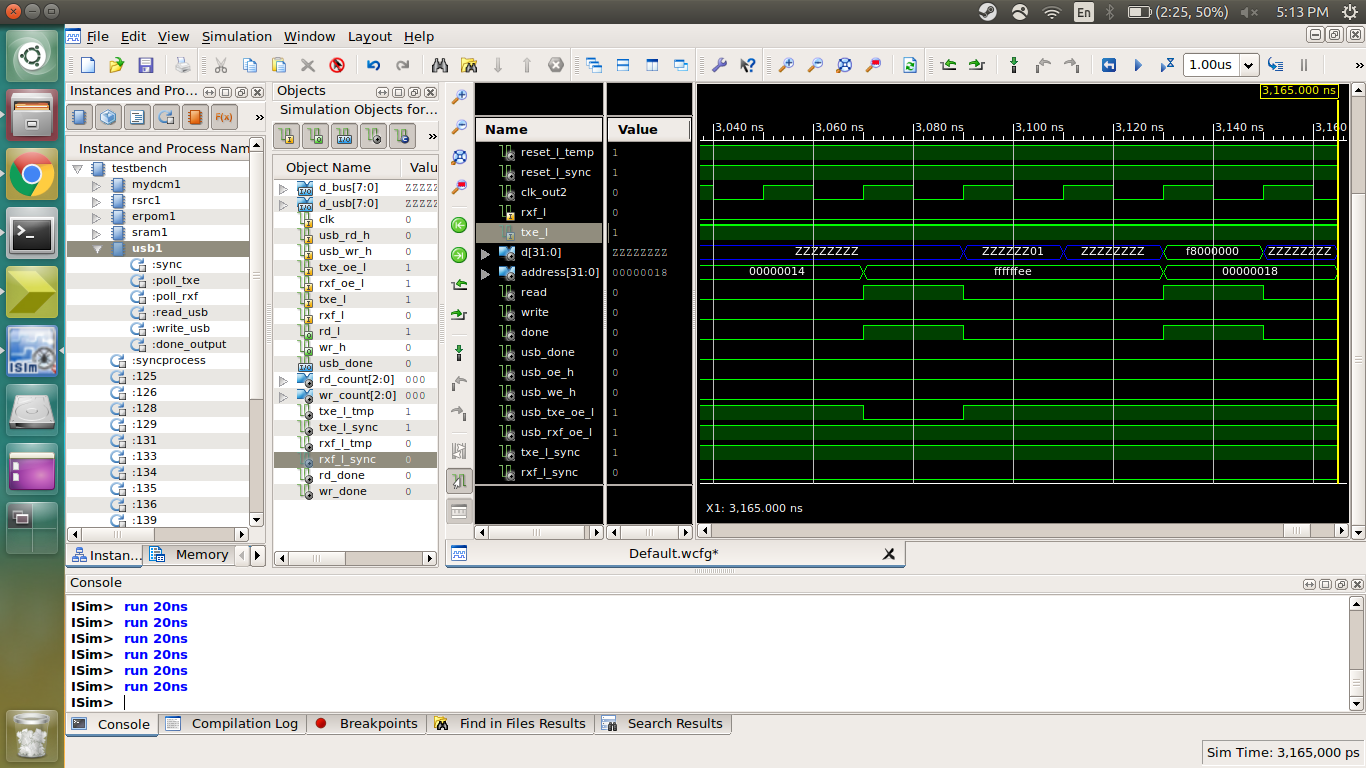 En
(2:25, 50%)
5:13 PM
File Edit View Simulation Window Layout Help
1.00us
»
Instances and Pro...
F(x)
»
Instance and Process Nam
testbench
mydcm1
rsrc1
erpom1
sram1
usb1
:sync
:poll_txe
:poll_rxf
:read_usb
:write_usb
:done_output
:syncprocess
:125
:126
:128
:129
:131
:133
:134
:135
:136
:139
Instan...
Memory
Objects
Simulation Objects for...
»
Object Name Valu
d_bus[7:0] ZZZZZ
d_usb[7:0] ZZZZZ
clk 0
usb_rd_h 0
usb_wr_h 0
txe_oe_l 1
rxf_oe_l 1
txe_l 1
rxf_l 0
rd_l 1
wr_h 0
usb_done 0
rd_count[2:0] 000
wr_count[2:0] 000
txe_l_tmp 1
txe_l_sync 1
rxf_l_tmp 0
rxf_l_sync 0
rd_done 0
wr_done 0
Name Value
reset_l_temp 1
reset_l_sync 1
clk_out2 0
rxf_l 0
txe_l 1
d[31:0] ZZZZZZZZ
address[31:0] 00000018
read 0
write 0
done 0
usb_done 0
usb_oe_h 0
usb_we_h 0
usb_txe_oe_l 1
usb_rxf_oe_l 1
txe_l_sync 1
rxf_l_sync 0
3,165.000 ns
3,040 ns 3,060 ns 3,080 ns 3,100 ns 3,120 ns 3,140 ns 3,160
ZZZZZZZZ ZZZZZZ01 ZZZZZZZZ f8000000 ZZZZZZZZ
00000014 ffffffee 00000018
X1: 3,165.000 ns
Default.wcfg*
Console
ISim> run 20ns
ISim> run 20ns
ISim> run 20ns
ISim> run 20ns
ISim> run 20ns
ISim> run 20ns
ISim>
Console Compilation Log Breakpoints Find in Files Results Search Results
Sim Time: 3,165,000 ps